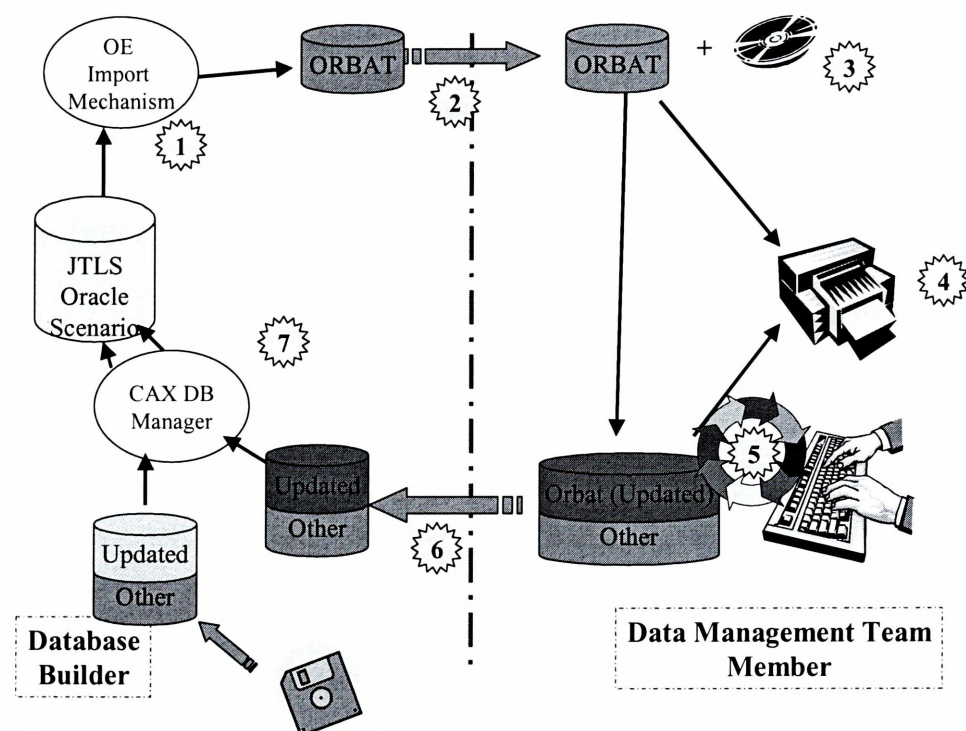 OE
Import
Mechanism
ORBAT
ORBAT
+
3
2
1
JTLS
Oracle
Scenario
4
7
CAX DB
Manager
5
Updated
Other
Orbat (Updated)
Other
6
Updated
Other
Database
Builder
Data Management Team
Member